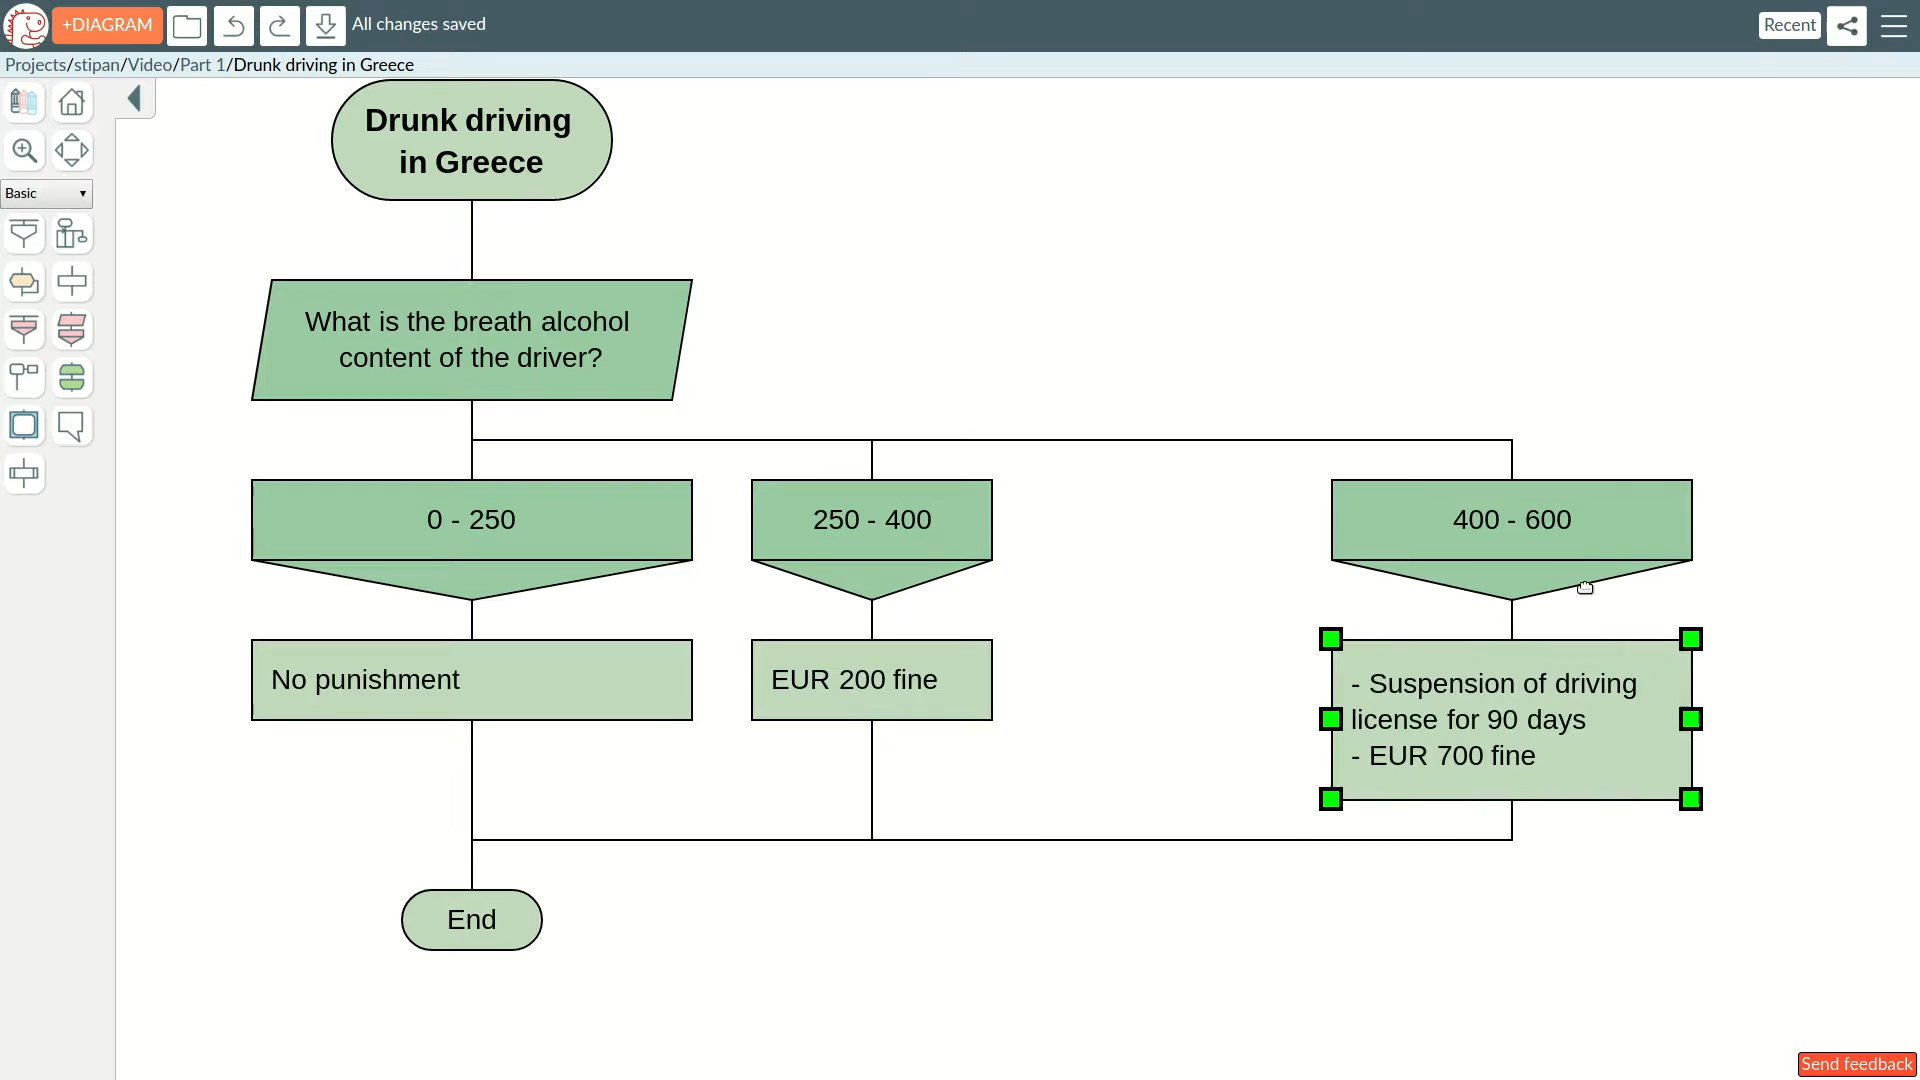 +DIAGRAM
All changes saved
Recent
Projects/stipan/Video/Part 1/Drunk driving in Greece
Basic
Drunk driving
in Greece
What is the breath alcohol
content of the driver?
0 - 250
250 - 400
400 - 600
No punishment
EUR 200 fine
- Suspension of driving
license for 90 days
- EUR 700 fine
End
Send feedback